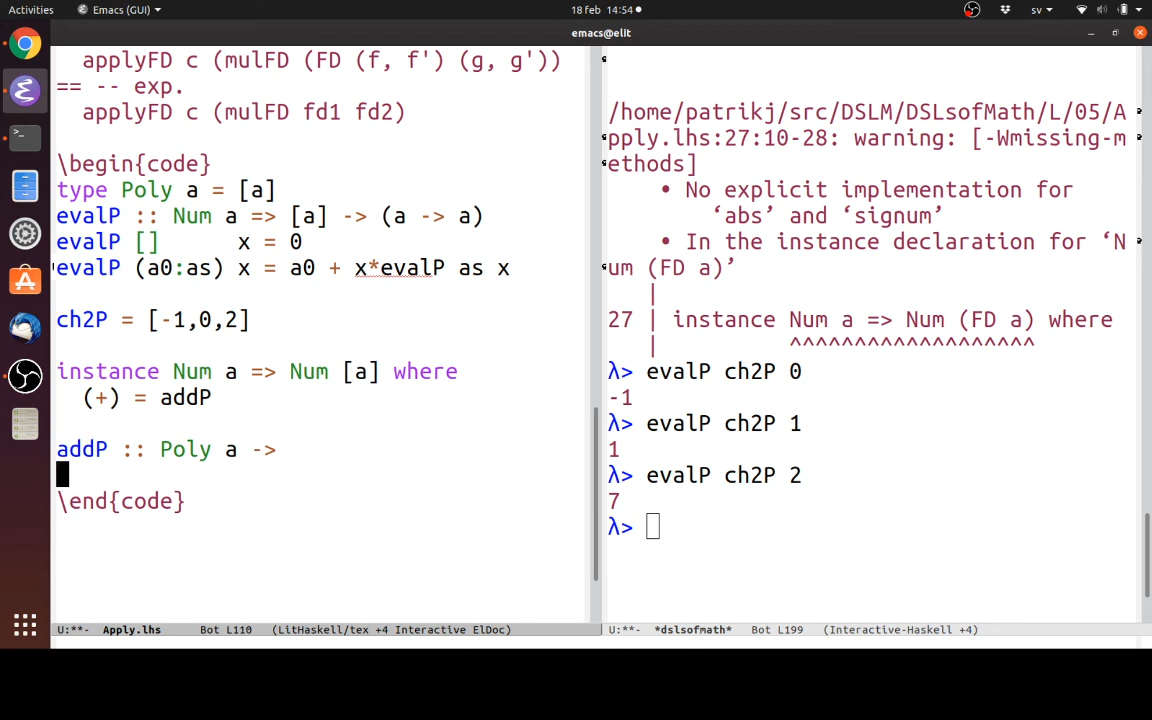 Activities
Emacs (GUI)
18 feb 14:54
sv
emacs@elit
applyFD c (mulFD (FD (f, f') (g, g'))
== -- exp.
applyFD c (mulFD fd1 fd2)
\begin{code}
type Poly a = [a]
evalP :: Num a => [a] -> (a -> a)
evalP [] x = 0
evalP (a0:as) x = a0 + x*evalP as x
ch2P = [-1,0,2]
instance Num a => Num [a] where
(+) = addP
addP :: Poly a ->
\end{code}
U:**- Apply.lhs Bot L110 (LitHaskell/tex +4 Interactive ElDoc)
/home/patrikj/src/DSLM/DSLsofMath/L/05/A
pply.lhs:27:10-28: warning: [-Wmissing-m
ethods]
• No explicit implementation for
‘abs’ and ‘signum’
• In the instance declaration for ‘N
um (FD a)’
|
27 | instance Num a => Num (FD a) where
| ^^^^^^^^^^^^^^^^^^^
λ> evalP ch2P 0
-1
λ> evalP ch2P 1
1
λ> evalP ch2P 2
7
λ>
U:**- *dslsofmath* Bot L199 (Interactive-Haskell +4)